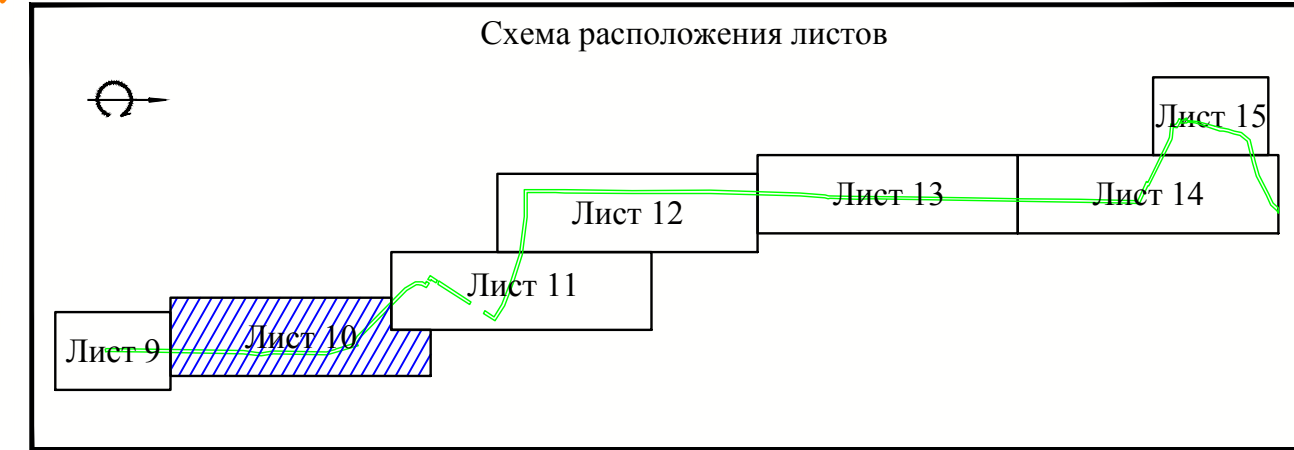 Схема расположения листов
Лист 15
Лист 13
Лист 14
Лист 12
Лист 11
Лист 10
Лист 9